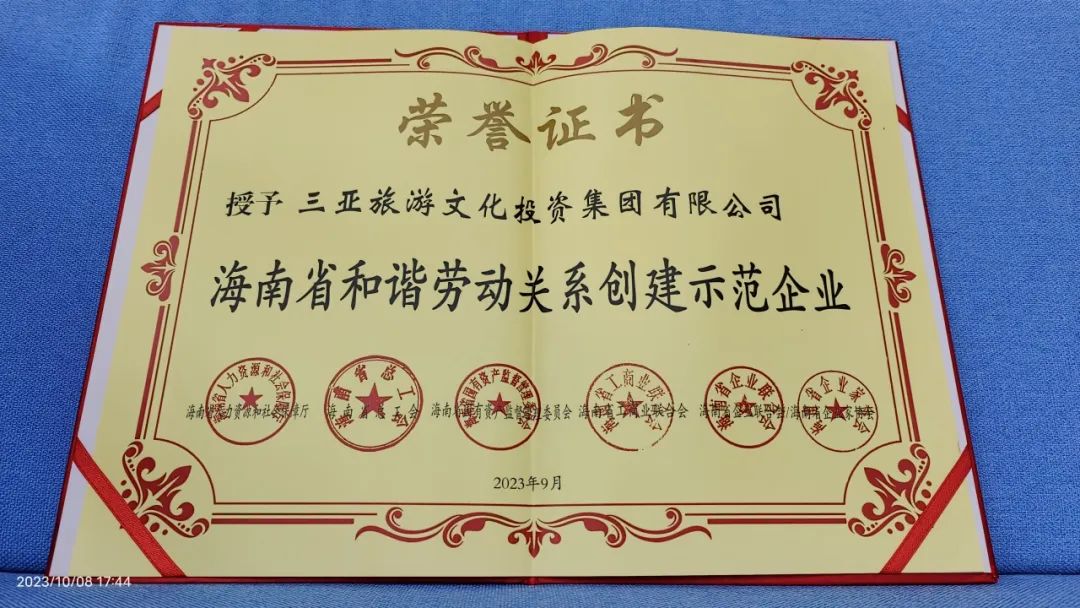 荣誉证书
授予 三亚旅游文化投资集团有限公司
海南省和谐劳动关系创建示范企业
海南省人力资源和社会保障厅 海南省总工会 海南省国有资产监督管理委员会 海南省工商业联合会 海南省企业联合会/海南省企业家协会
2023年9月
2023/10/08 17:44